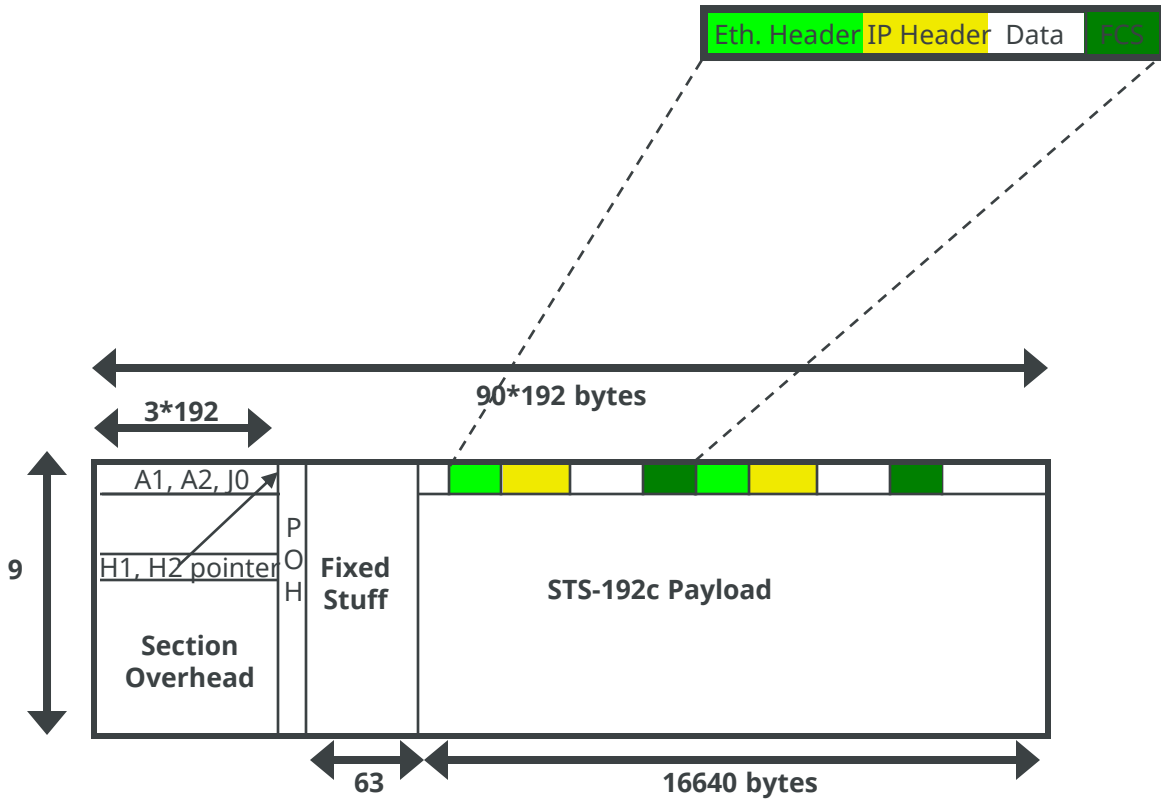 Eth. Header IP Header Data FCS
90*192 bytes
3*192
A1, A2, J0
H1, H2 pointer
Section
Overhead
9
P
O
H
Fixed
Stuff
STS-192c Payload
63
16640 bytes